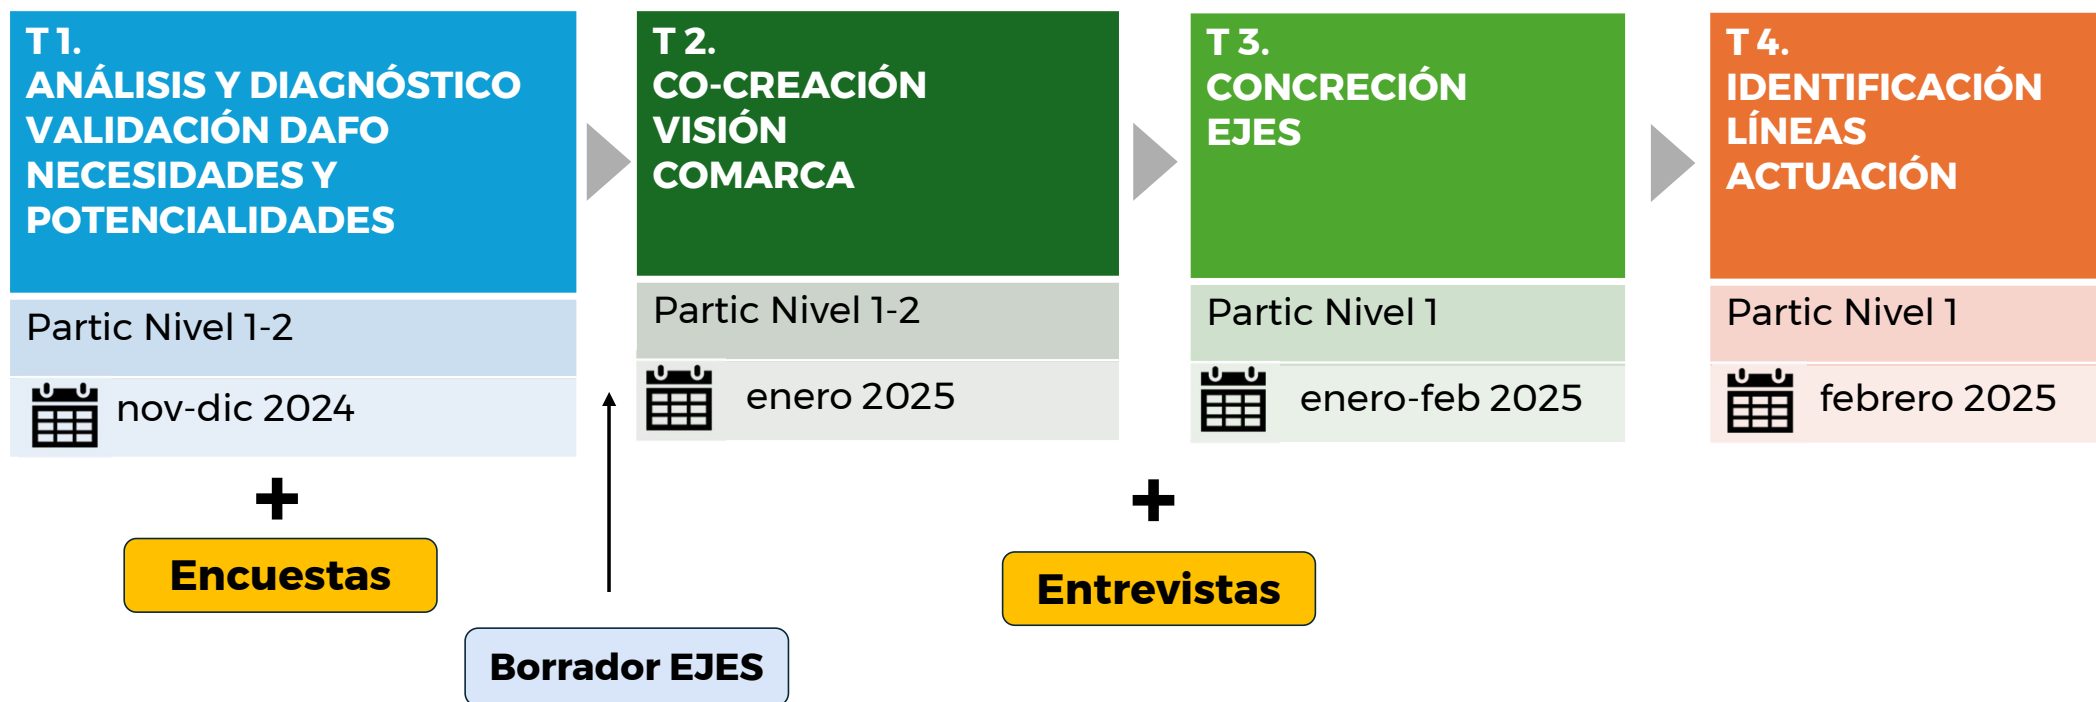 T 1.
ANÁLISIS Y DIAGNÓSTICO
VALIDACIÓN DAFO
NECESIDADES Y
POTENCIALIDADES
Partic Nivel 1-2
nov-dic 2024
+
Encuestas
Borrador EJES
T 2.
CO-CREACIÓN
VISIÓN
COMARCA
Partic Nivel 1-2
enero 2025
T 3.
CONCRECIÓN
EJES
Partic Nivel 1
enero-feb 2025
+
Entrevistas
T 4.
IDENTIFICACIÓN
LÍNEAS
ACTUACIÓN
Partic Nivel 1
febrero 2025